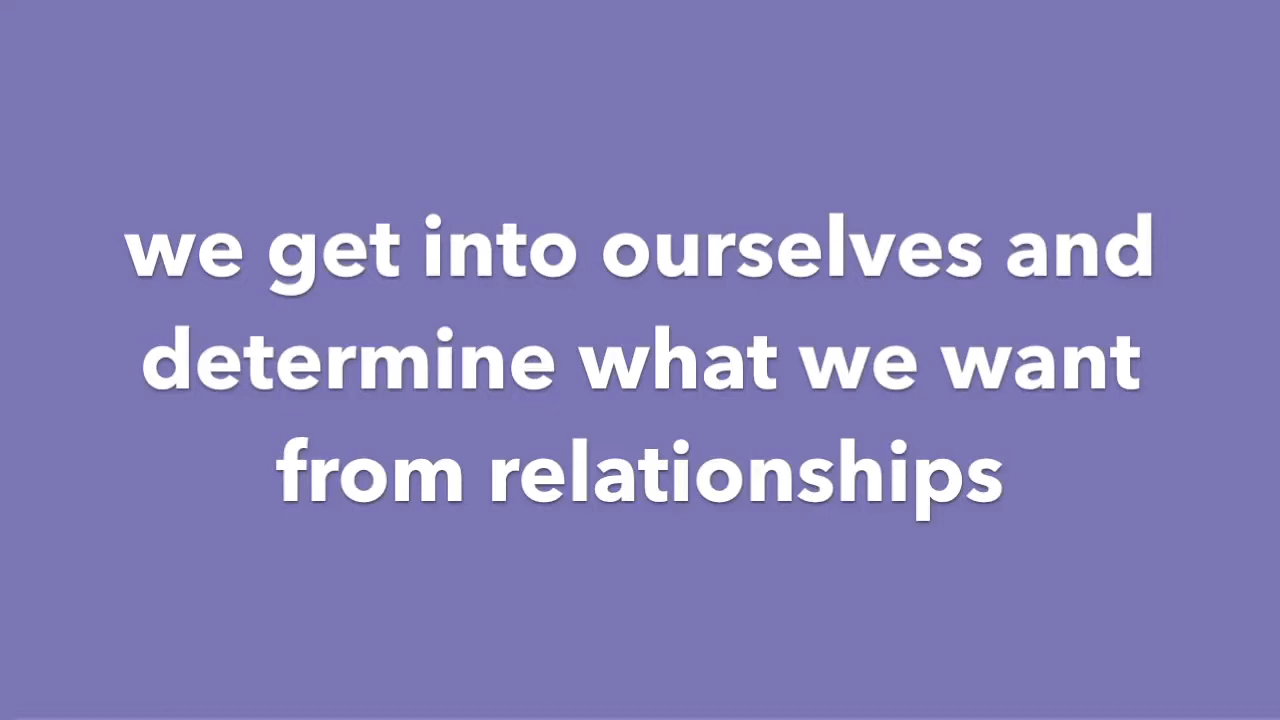 we get into ourselves and
determine what we want
from relationships